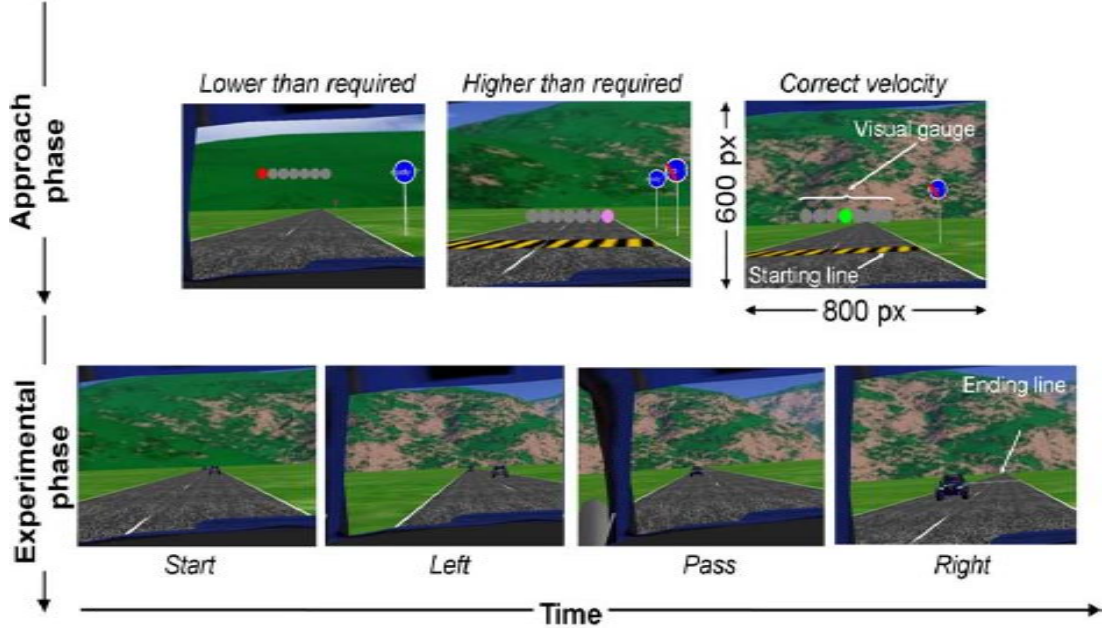 Approach
phase
Lower than required
Higher than required
Correct velocity
Visual gauge
Starting line
600 px
800 px
Experimental
phase
Ending line
Start
Left
Pass
Right
Time